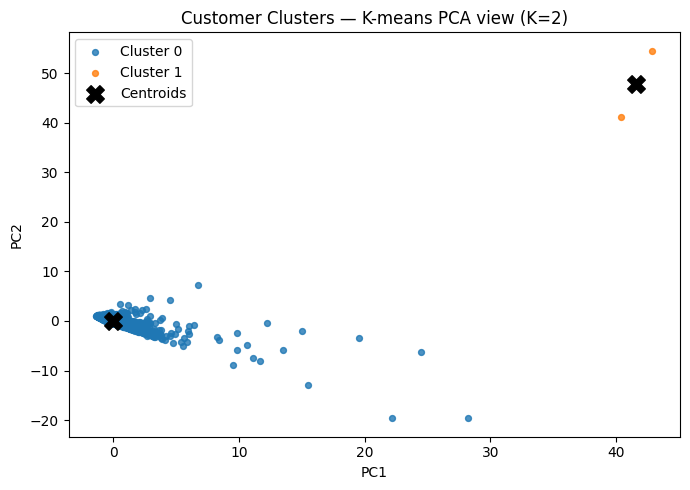 Customer Clusters — K-means PCA view (K=2)
Cluster 0
Cluster 1
Centroids
50
40
30
20
10
0
−10
−20
PC2
0 10 20 30 40
PC1